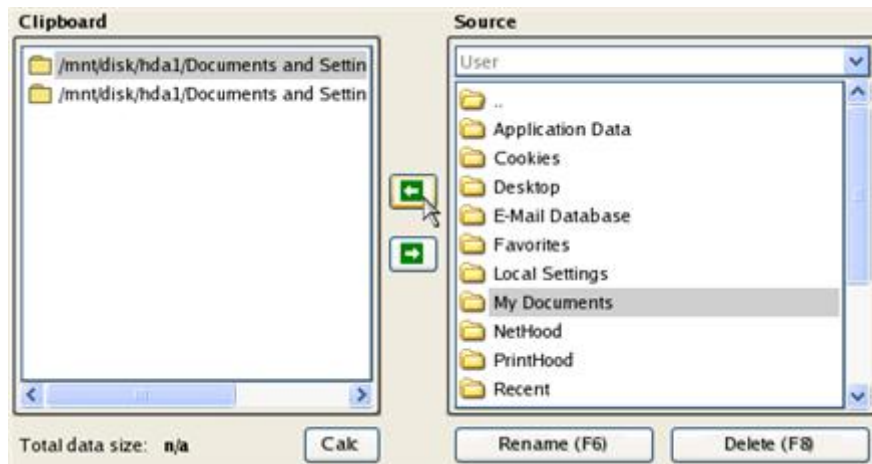 Clipboard
/mnt/disk/hda1/Documents and Settin
/mnt/disk/hda1/Documents and Settin
Total data size: n/a
Calc
Source
User
..
Application Data
Cookies
Desktop
E-Mail Database
Favorites
Local Settings
My Documents
NetHood
PrintHood
Recent
Rename (F6)
Delete (F8)